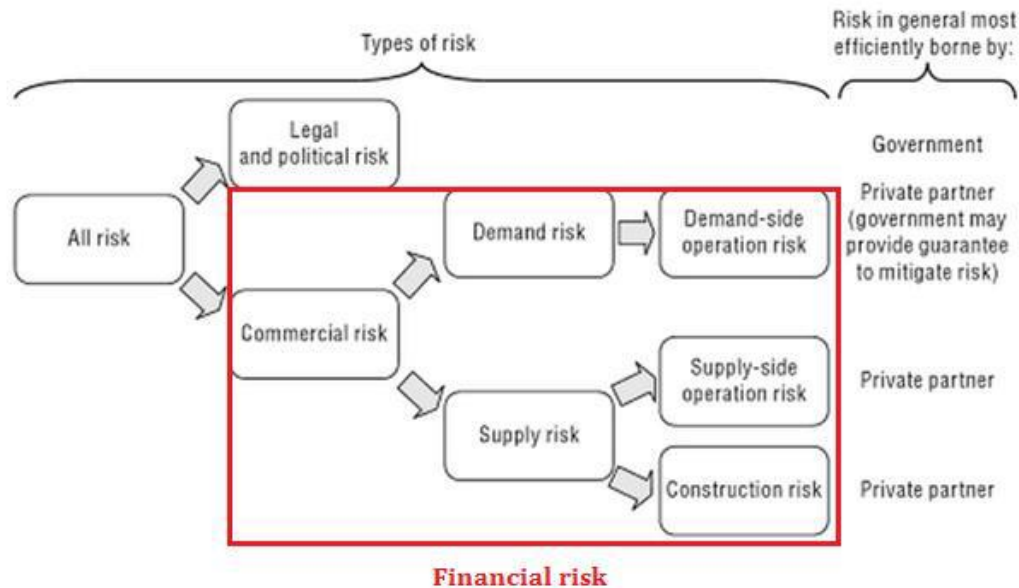 Types of risk
Risk in general most
efficiently borne by:
Legal
and political risk
Government
All risk
Demand risk
Demand-side
operation risk
Private partner
(government may
provide guarantee
to mitigate risk)
Commercial risk
Supply risk
Supply-side
operation risk
Private partner
Construction risk
Private partner
Financial risk